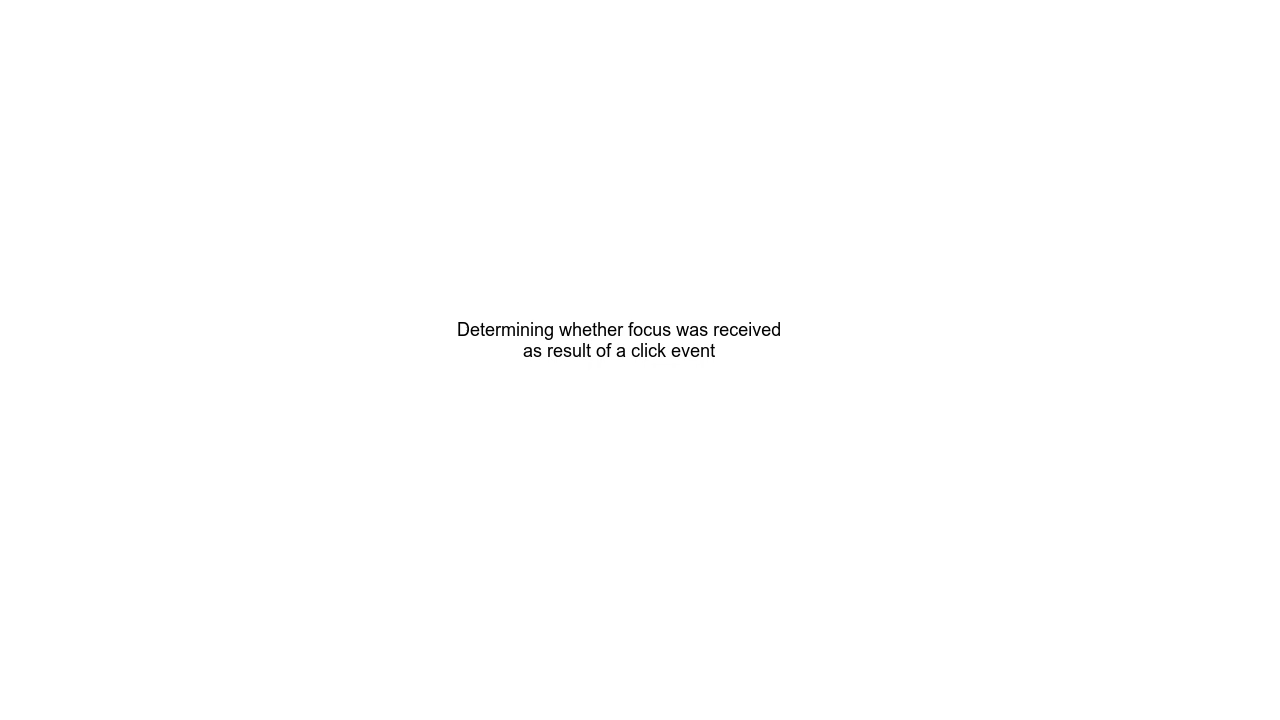 Determining whether focus was received
as result of a click event